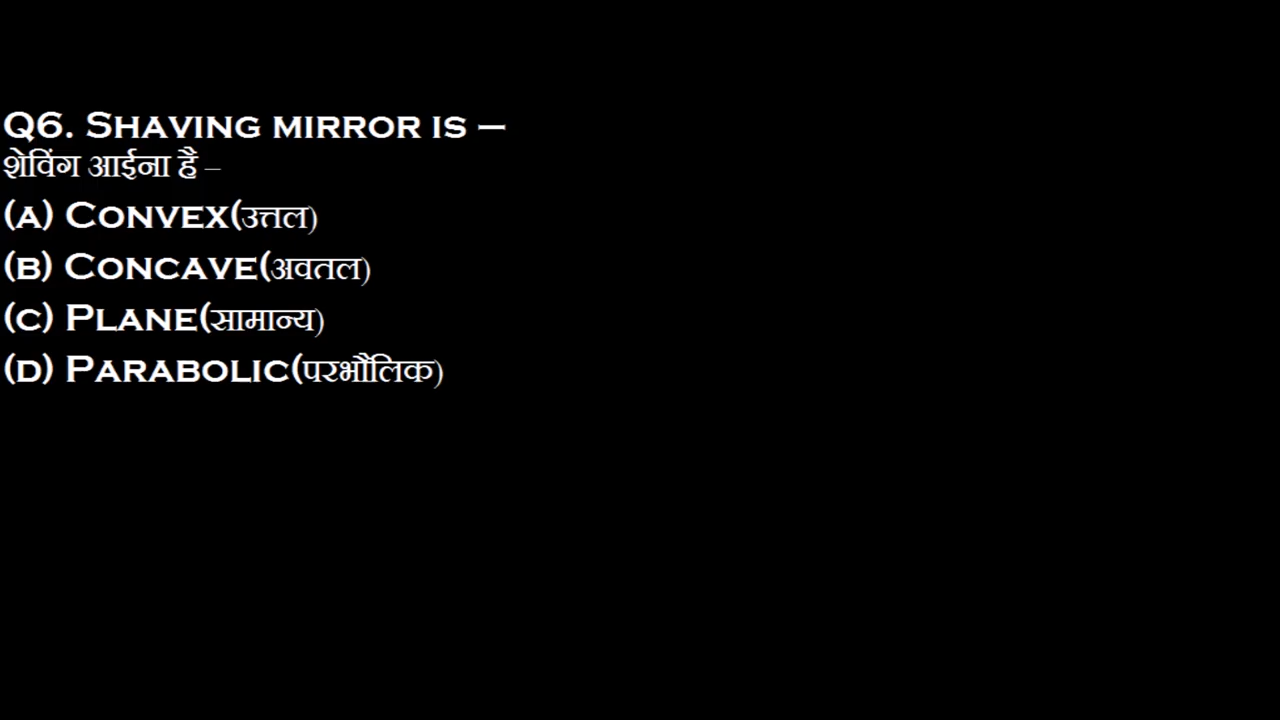 Q6. Shaving mirror is –
शेविंग आईना है –
(a) Convex(उत्तल)
(b) Concave(अवतल)
(c) Plane(सामान्य)
(d) Parabolic(परभौलिक)